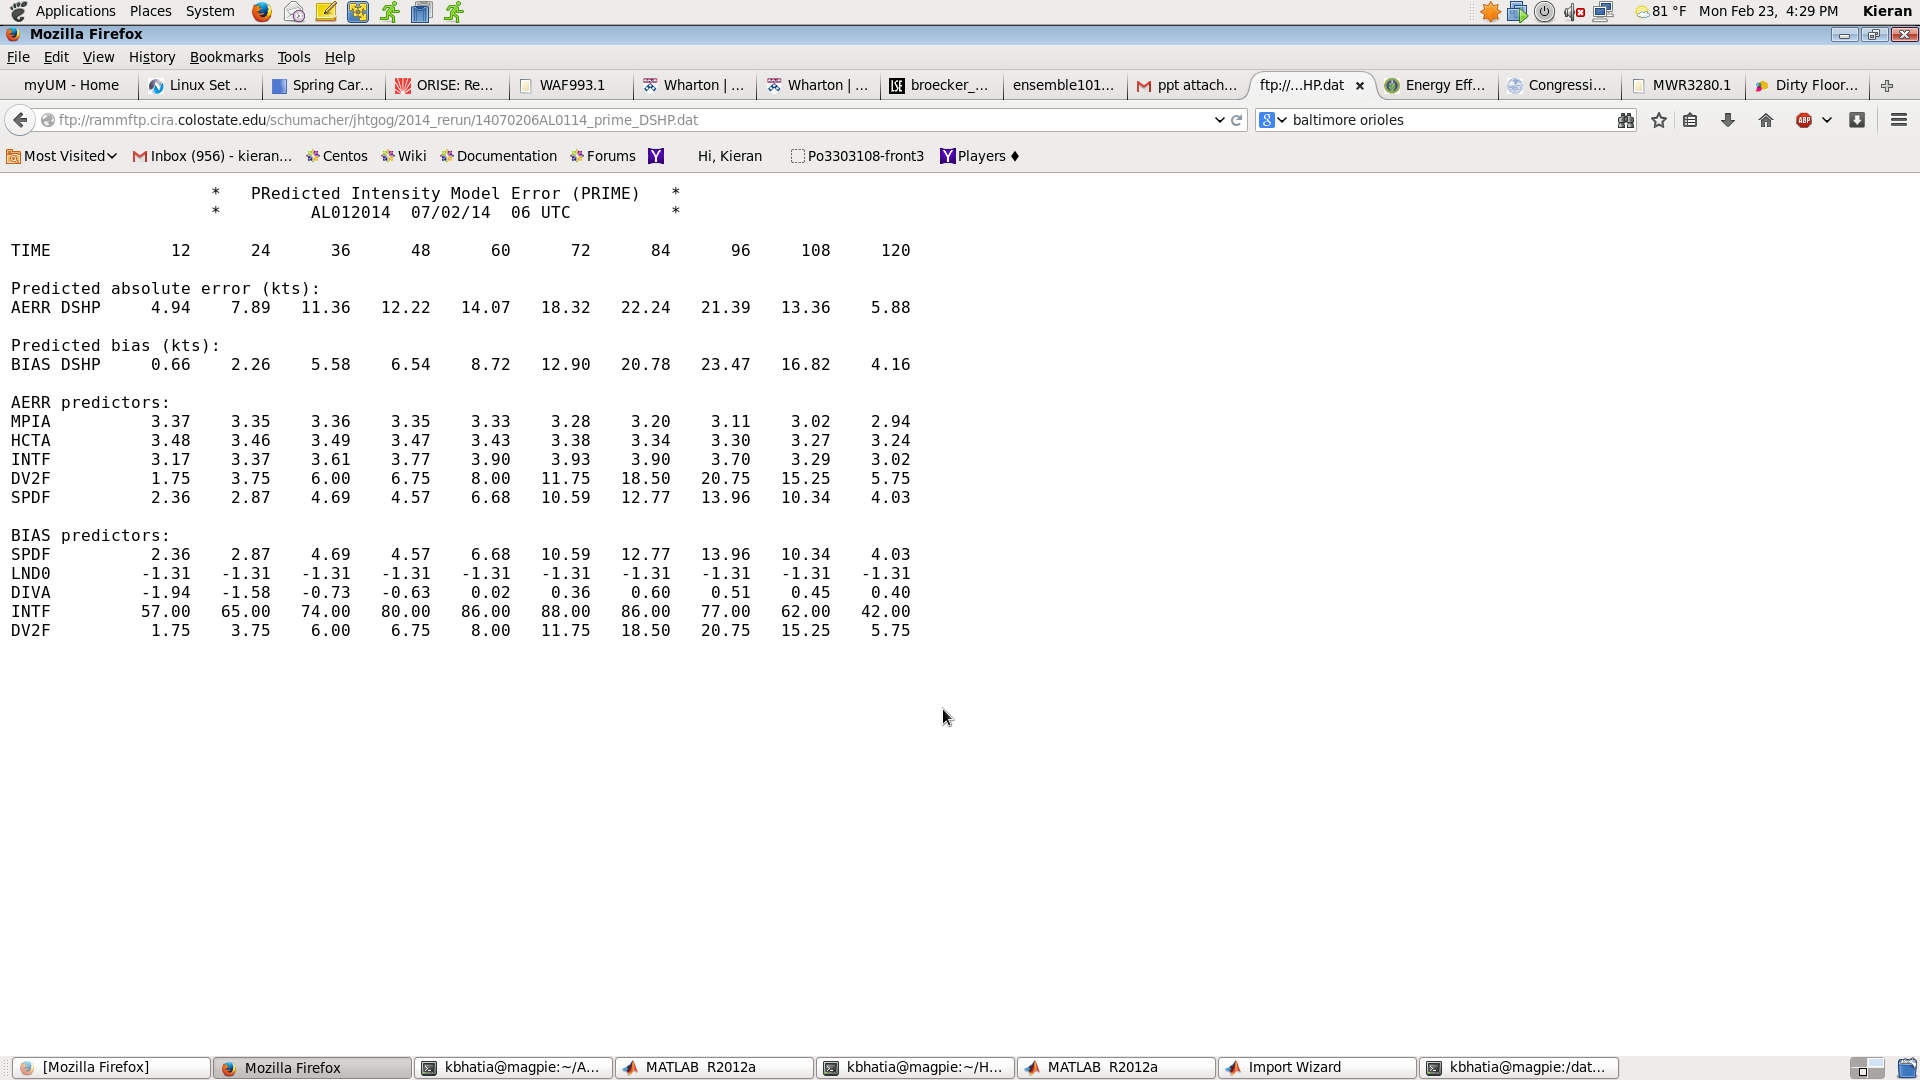 Applications Places System 81 °F Mon Feb 23, 4:29 PM Kieran
Mozilla Firefox
File Edit View History Bookmarks Tools Help
myUM - Home Linux Set ... Spring Car... ORISE: Re... WAF993.1 Wharton | ... Wharton | ... LSE broecker_... ensemble101... ppt attach... ftp://...HP.dat Energy Eff... Congressi... MWR3280.1 Dirty Floor...
ftp://rammftp.cira.colostate.edu/schumacher/jhtgog/2014_rerun/14070206AL0114_prime_DSHP.dat 8 baltimore orioles ABP
Most Visited Inbox (956) - kieran... Centos Wiki Documentation Forums Y Hi, Kieran Po3303108-front3 Y Players ♦
* PRedicted Intensity Model Error (PRIME) *
* AL012014 07/02/14 06 UTC *
TIME 12 24 36 48 60 72 84 96 108 120
Predicted absolute error (kts):
AERR DSHP 4.94 7.89 11.36 12.22 14.07 18.32 22.24 21.39 13.36 5.88
Predicted bias (kts):
BIAS DSHP 0.66 2.26 5.58 6.54 8.72 12.90 20.78 23.47 16.82 4.16
AERR predictors:
MPIA 3.37 3.35 3.36 3.35 3.33 3.28 3.20 3.11 3.02 2.94
HCTA 3.48 3.46 3.49 3.47 3.43 3.38 3.34 3.30 3.27 3.24
INTF 3.17 3.37 3.61 3.77 3.90 3.93 3.90 3.70 3.29 3.02
DV2F 1.75 3.75 6.00 6.75 8.00 11.75 18.50 20.75 15.25 5.75
SPDF 2.36 2.87 4.69 4.57 6.68 10.59 12.77 13.96 10.34 4.03
BIAS predictors:
SPDF 2.36 2.87 4.69 4.57 6.68 10.59 12.77 13.96 10.34 4.03
LND0 -1.31 -1.31 -1.31 -1.31 -1.31 -1.31 -1.31 -1.31 -1.31 -1.31
DIVA -1.94 -1.58 -0.73 -0.63 0.02 0.36 0.60 0.51 0.45 0.40
INTF 57.00 65.00 74.00 80.00 86.00 88.00 86.00 77.00 62.00 42.00
DV2F 1.75 3.75 6.00 6.75 8.00 11.75 18.50 20.75 15.25 5.75
[Mozilla Firefox] Mozilla Firefox kbhatia@magpie:~/A... MATLAB R2012a kbhatia@magpie:~/H... MATLAB R2012a Import Wizard kbhatia@magpie:/dat...